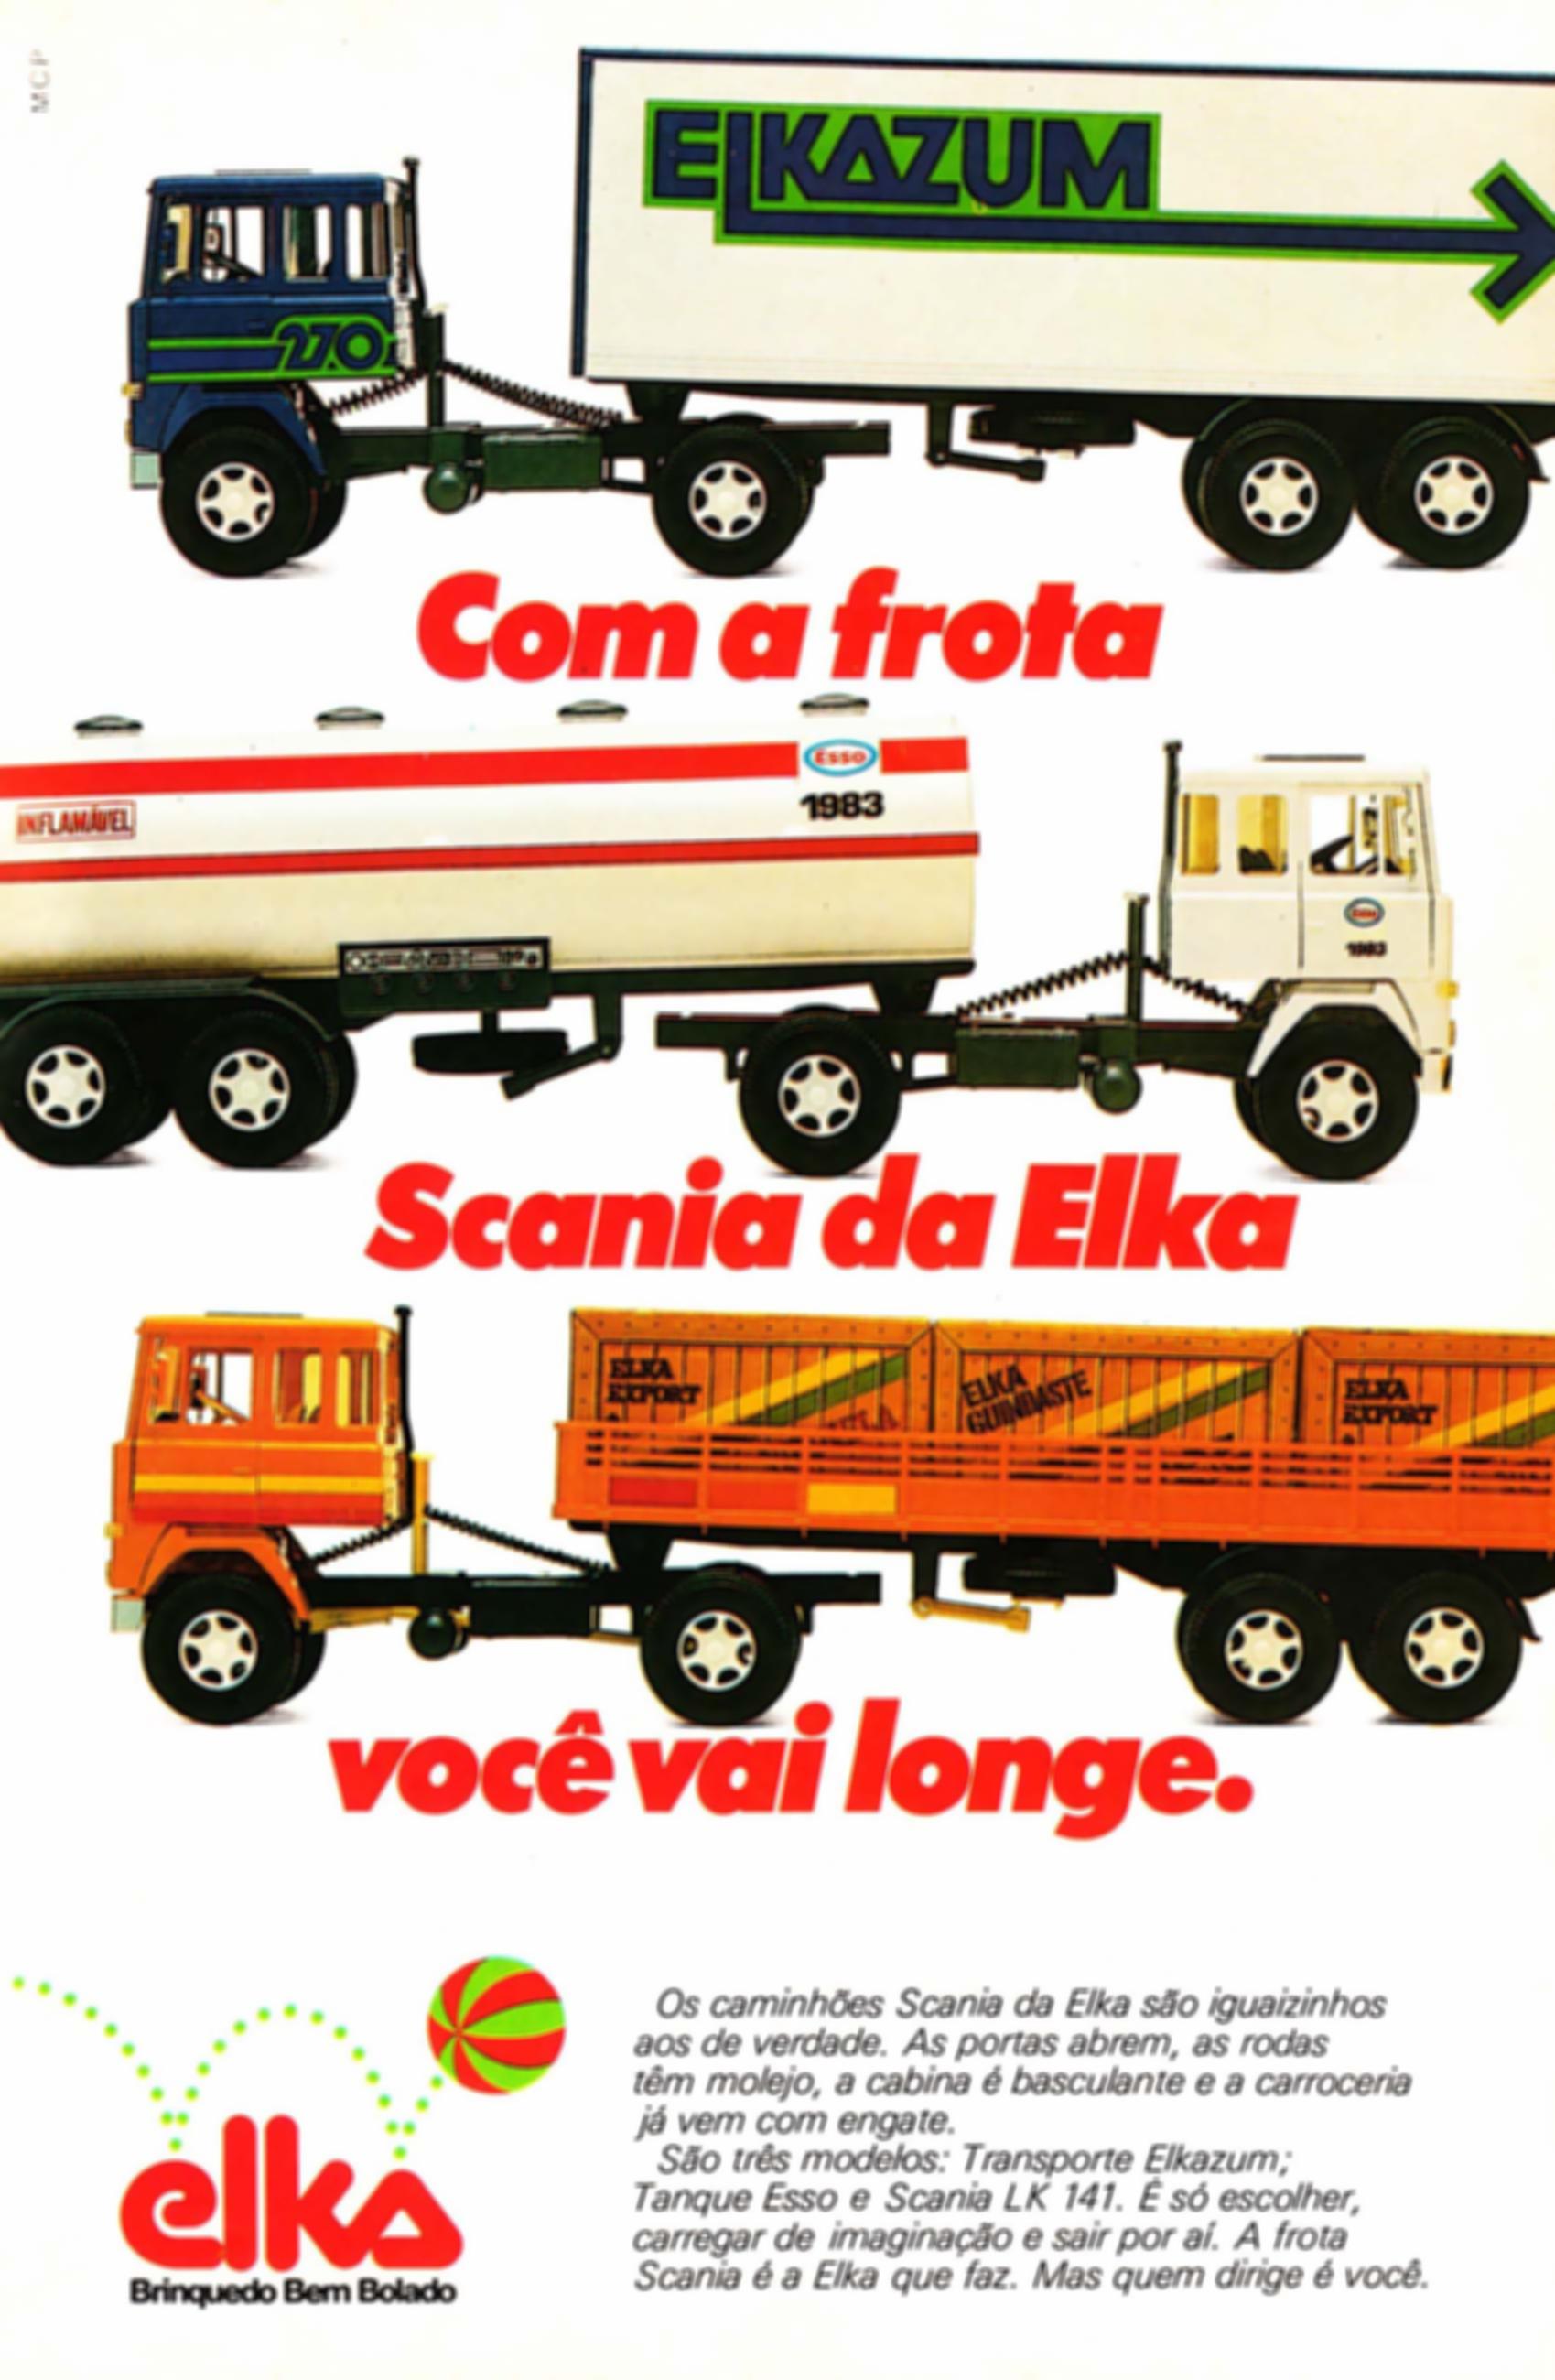 MCP
ELKAZUM
270
Com a frota
Esso
INFLAMÁVEL
1983
Esso
1983
Scania da Elka
ELKA
EXPORT
ELKA
GUINDASTE
ELKA
EXPORT
você vai longe.
Os caminhões Scania da Elka são iguaizinhos
aos de verdade. As portas abrem, as rodas
têm molejo, a cabina é basculante e a carroceria
já vem com engate.
São três modelos: Transporte Elkazum;
Tanque Esso e Scania LK 141. É só escolher,
carregar de imaginação e sair por aí. A frota
Scania é a Elka que faz. Mas quem dirige é você.
elka
Brinquedo Bem Bolado